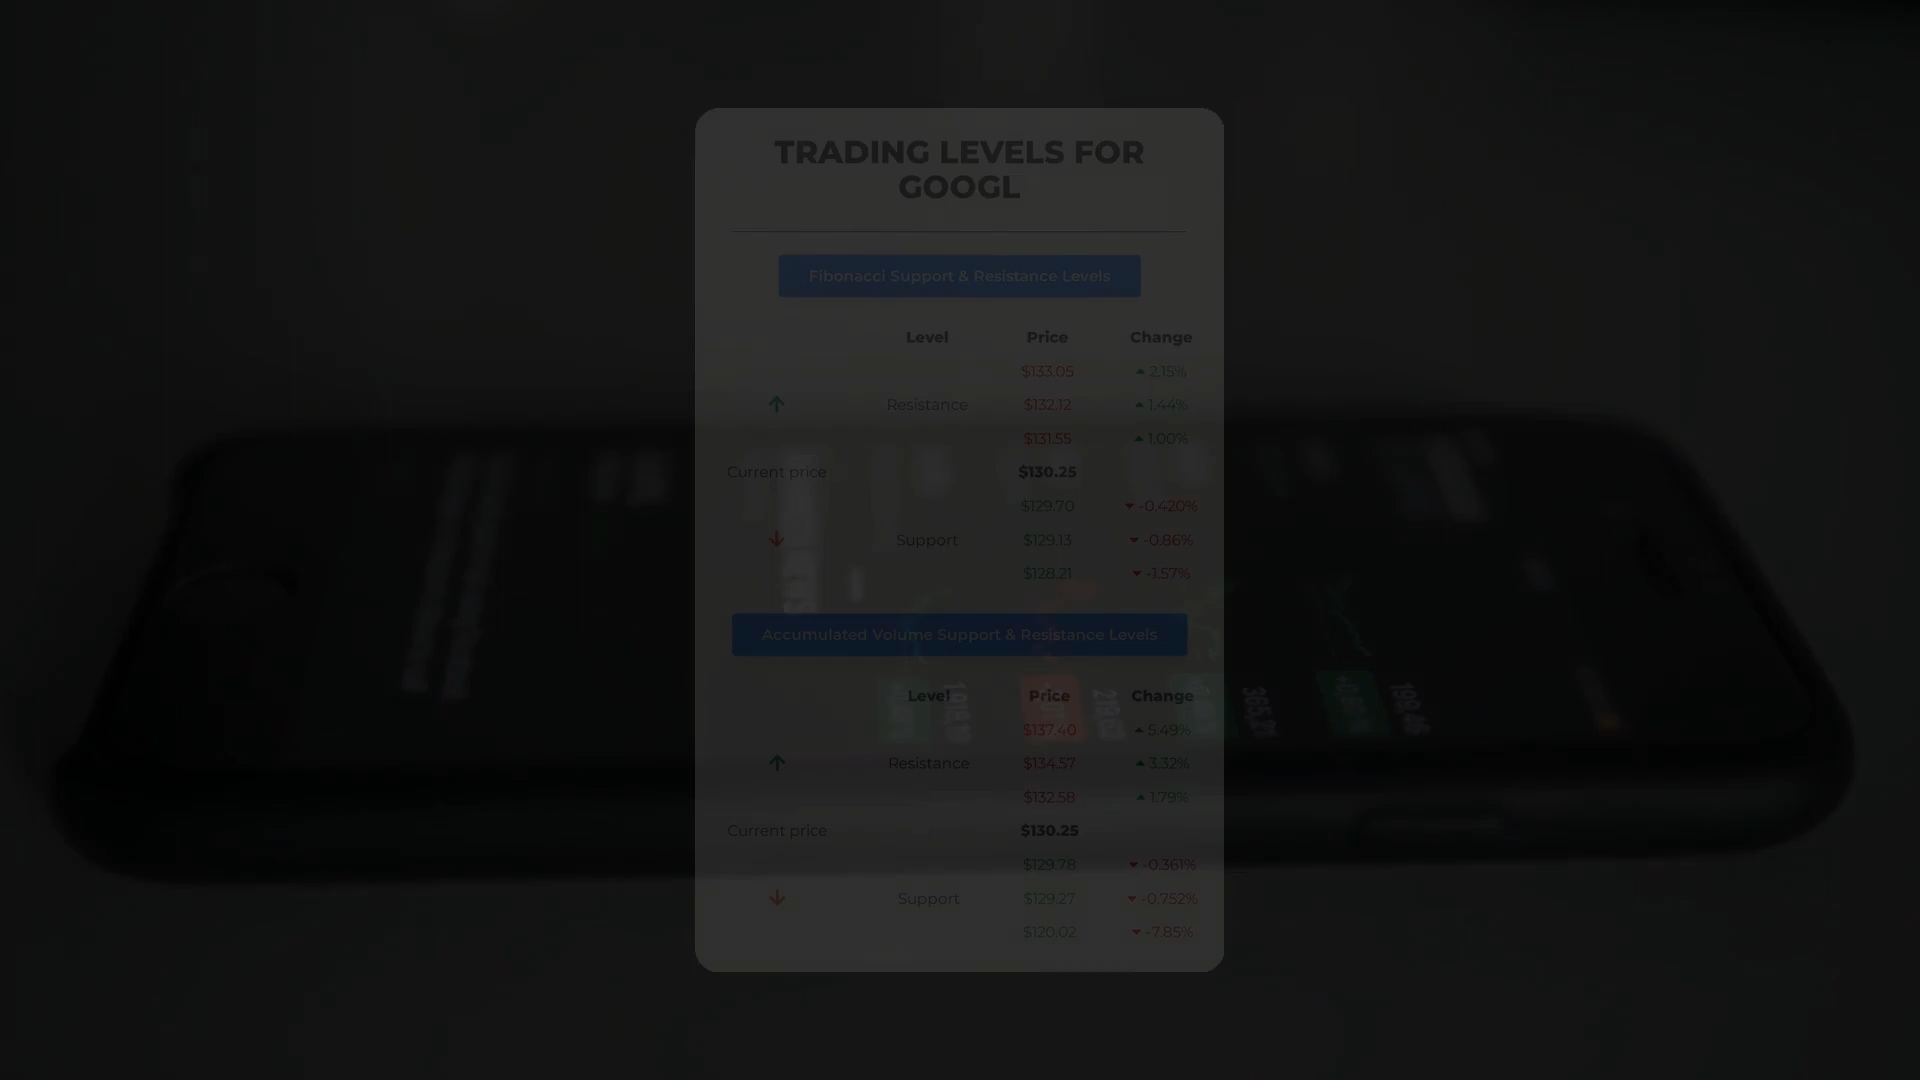 TRADING LEVELS FOR
GOOGL
Fibonacci Support & Resistance Levels
Level Price Change
$133.05 2.15%
Resistance $132.12 1.44%
$131.55 1.00%
Current price $130.25
$129.70 -0.420%
Support $129.13 -0.86%
$128.21 -1.57%
Accumulated Volume Support & Resistance Levels
Level Price Change
$137.40 5.49%
Resistance $134.57 3.32%
$132.58 1.79%
Current price $130.25
$129.78 -0.361%
Support $129.27 -0.752%
$120.02 -7.85%
365.21
199.46